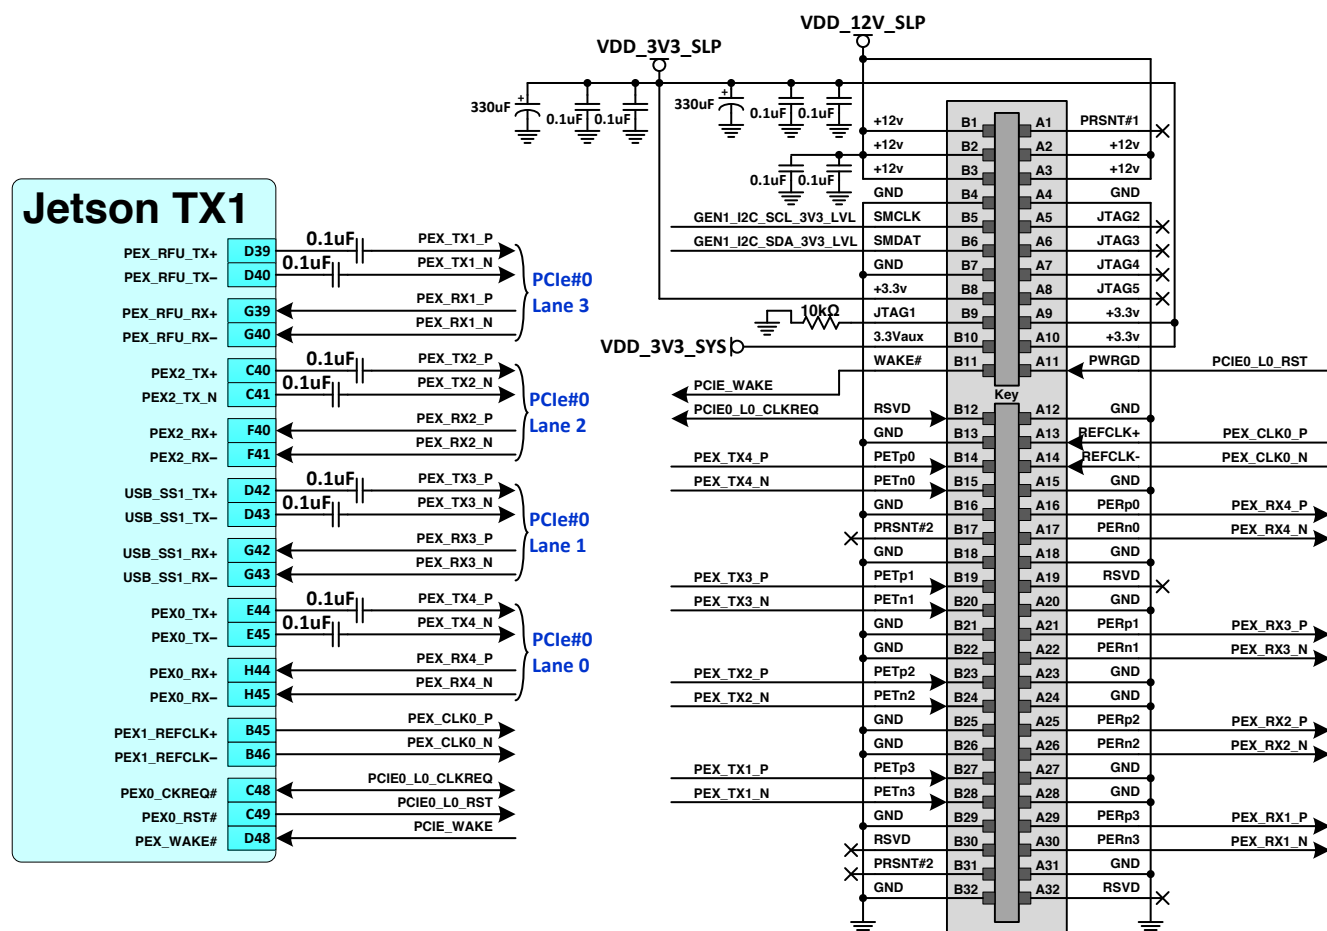 VDD_12V_SLP
VDD_3V3_SLP
330uF
0.1uF
0.1uF
330uF
0.1uF
0.1uF
0.1uF
0.1uF
Jetson TX1
PEX_RFU_TX+ D39 0.1uF PEX_TX1_P
PEX_RFU_TX– D40 0.1uF PEX_TX1_N
PEX_RFU_RX+ G39 PEX_RX1_P
PEX_RFU_RX– G40 PEX_RX1_N
PCIe#0
Lane 3
PEX2_TX+ C40 0.1uF PEX_TX2_P
PEX2_TX_N C41 0.1uF PEX_TX2_N
PEX2_RX+ F40 PEX_RX2_P
PEX2_RX– F41 PEX_RX2_N
PCIe#0
Lane 2
USB_SS1_TX+ D42 0.1uF PEX_TX3_P
USB_SS1_TX– D43 0.1uF PEX_TX3_N
USB_SS1_RX+ G42 PEX_RX3_P
USB_SS1_RX– G43 PEX_RX3_N
PCIe#0
Lane 1
PEX0_TX+ E44 0.1uF PEX_TX4_P
PEX0_TX– E45 0.1uF PEX_TX4_N
PEX0_RX+ H44 PEX_RX4_P
PEX0_RX– H45 PEX_RX4_N
PCIe#0
Lane 0
PEX1_REFCLK+ B45 PEX_CLK0_P
PEX1_REFCLK– B46 PEX_CLK0_N
PEX0_CKREQ# C48 PCIE0_L0_CLKREQ
PEX0_RST# C49 PCIE0_L0_RST
PEX_WAKE# D48 PCIE_WAKE
+12v B1 A1 PRSNT#1
+12v B2 A2 +12v
+12v B3 A3 +12v
GND B4 A4 GND
GEN1_I2C_SCL_3V3_LVL SMCLK B5 A5 JTAG2
GEN1_I2C_SDA_3V3_LVL SMDAT B6 A6 JTAG3
GND B7 A7 JTAG4
+3.3v B8 A8 JTAG5
10kΩ JTAG1 B9 A9 +3.3v
VDD_3V3_SYS 3.3Vaux B10 A10 +3.3v
WAKE# B11 A11 PWRGD PCIE0_L0_RST
PCIE_WAKE
Key
PCIE0_L0_CLKREQ RSVD B12 A12 GND
GND B13 A13 REFCLK+ PEX_CLK0_P
PEX_TX4_P PETp0 B14 A14 REFCLK- PEX_CLK0_N
PEX_TX4_N PETn0 B15 A15 GND
GND B16 A16 PERp0 PEX_RX4_P
PRSNT#2 B17 A17 PERn0 PEX_RX4_N
GND B18 A18 GND
PEX_TX3_P PETp1 B19 A19 RSVD
PEX_TX3_N PETn1 B20 A20 GND
GND B21 A21 PERp1 PEX_RX3_P
GND B22 A22 PERn1 PEX_RX3_N
PEX_TX2_P PETp2 B23 A23 GND
PEX_TX2_N PETn2 B24 A24 GND
GND B25 A25 PERp2 PEX_RX2_P
GND B26 A26 PERn2 PEX_RX2_N
PEX_TX1_P PETp3 B27 A27 GND
PEX_TX1_N PETn3 B28 A28 GND
GND B29 A29 PERp3 PEX_RX1_P
RSVD B30 A30 PERn3 PEX_RX1_N
PRSNT#2 B31 A31 GND
GND B32 A32 RSVD